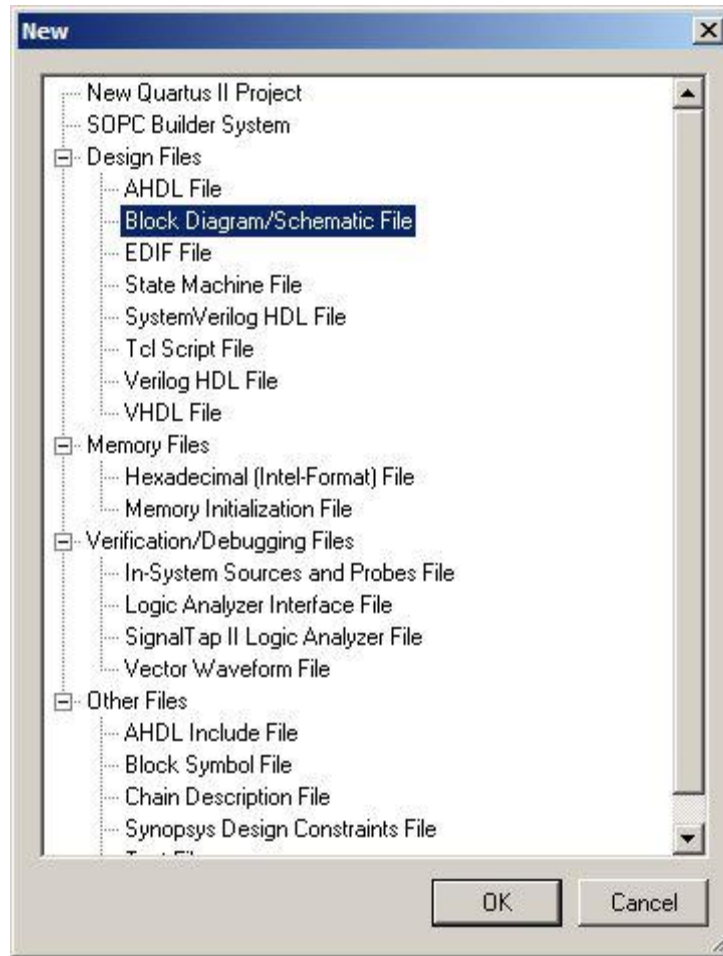 New
New Quartus II Project
SOPC Builder System
Design Files
AHDL File
Block Diagram/Schematic File
EDIF File
State Machine File
SystemVerilog HDL File
Tcl Script File
Verilog HDL File
VHDL File
Memory Files
Hexadecimal (Intel-Format) File
Memory Initialization File
Verification/Debugging Files
In-System Sources and Probes File
Logic Analyzer Interface File
SignalTap II Logic Analyzer File
Vector Waveform File
Other Files
AHDL Include File
Block Symbol File
Chain Description File
Synopsys Design Constraints File
OK Cancel